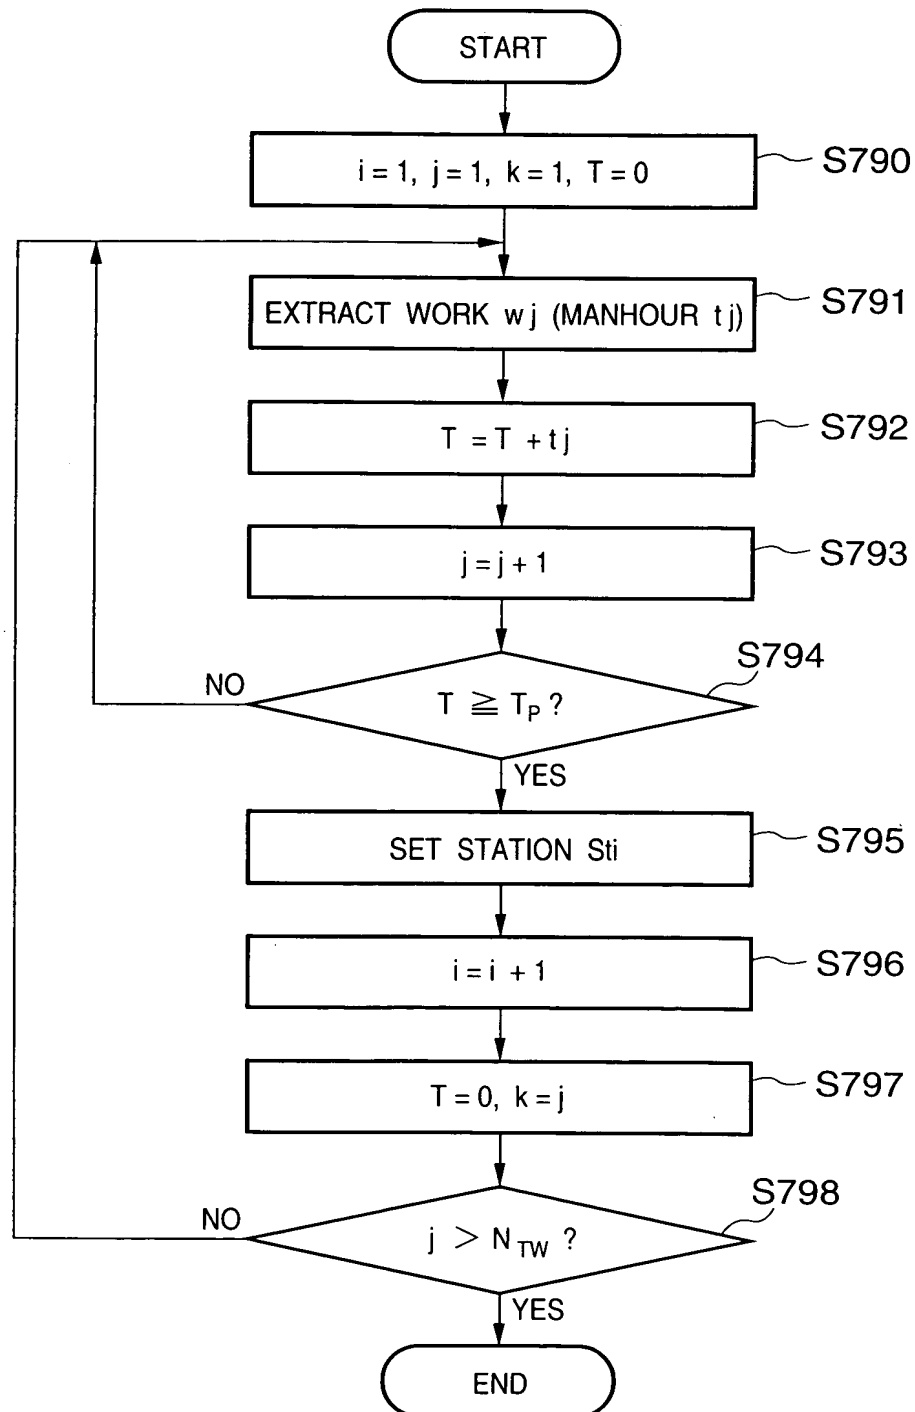 START
i = 1, j = 1, k = 1, T = 0
S790
EXTRACT WORK wj (MANHOUR tj)
S791
T = T + tj
S792
j = j + 1
S793
S794
NO
T ≧ TP ?
YES
SET STATION Sti
S795
i = i + 1
S796
T = 0, k = j
S797
S798
NO
j > NTW ?
YES
END